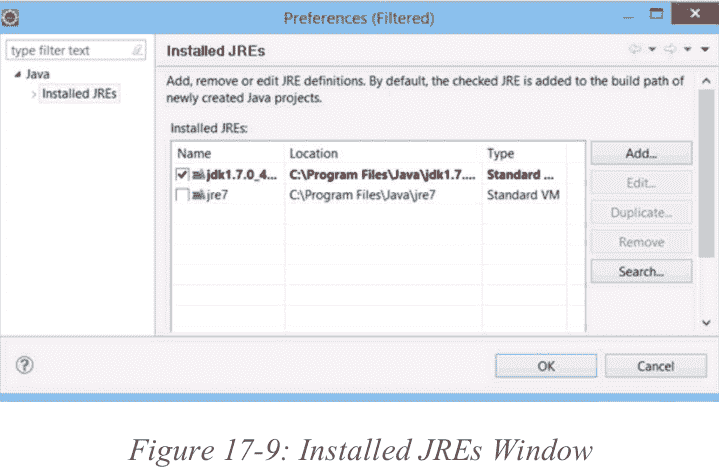 Preferences (Filtered)
type filter text
Java
Installed JREs
Installed JREs
Add, remove or edit JRE definitions. By default, the checked JRE is added to the build path of
newly created Java projects.
Installed JREs:
Name Location Type
jdk1.7.0_4... C:\Program Files\Java\jdk1.7.... Standard ...
jre7 C:\Program Files\Java\jre7 Standard VM
Add...
Edit...
Duplicate...
Remove
Search...
?
OK Cancel
Figure 17-9: Installed JREs Window